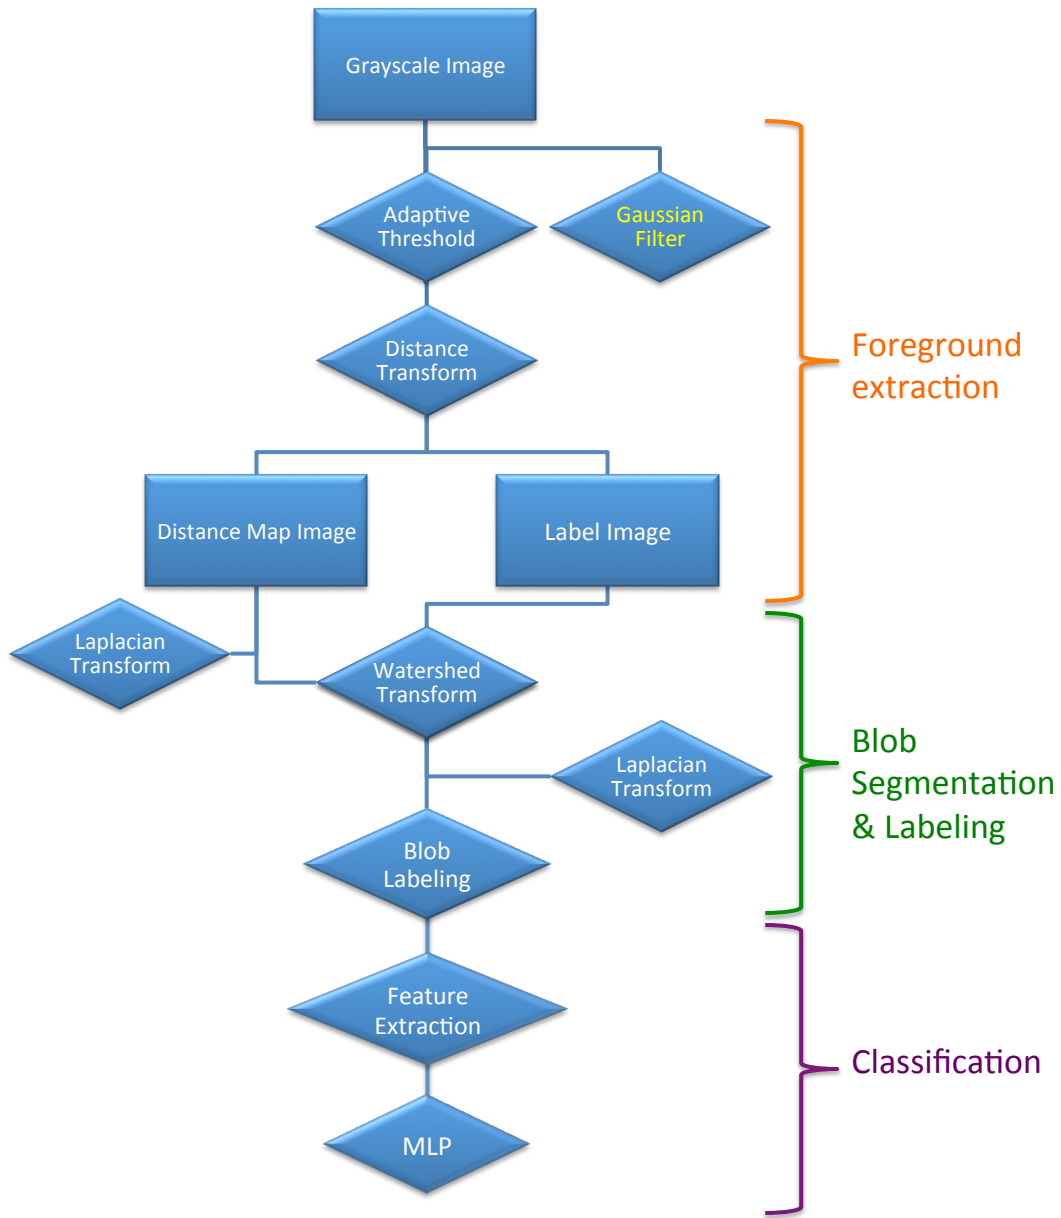 Grayscale Image
Adaptive
Threshold
Gaussian
Filter
Distance
Transform
Foreground
extraction
Distance Map Image
Label Image
Laplacian
Transform
Watershed
Transform
Laplacian
Transform
Blob
Segmentation
& Labeling
Blob
Labeling
Feature
Extraction
Classification
MLP